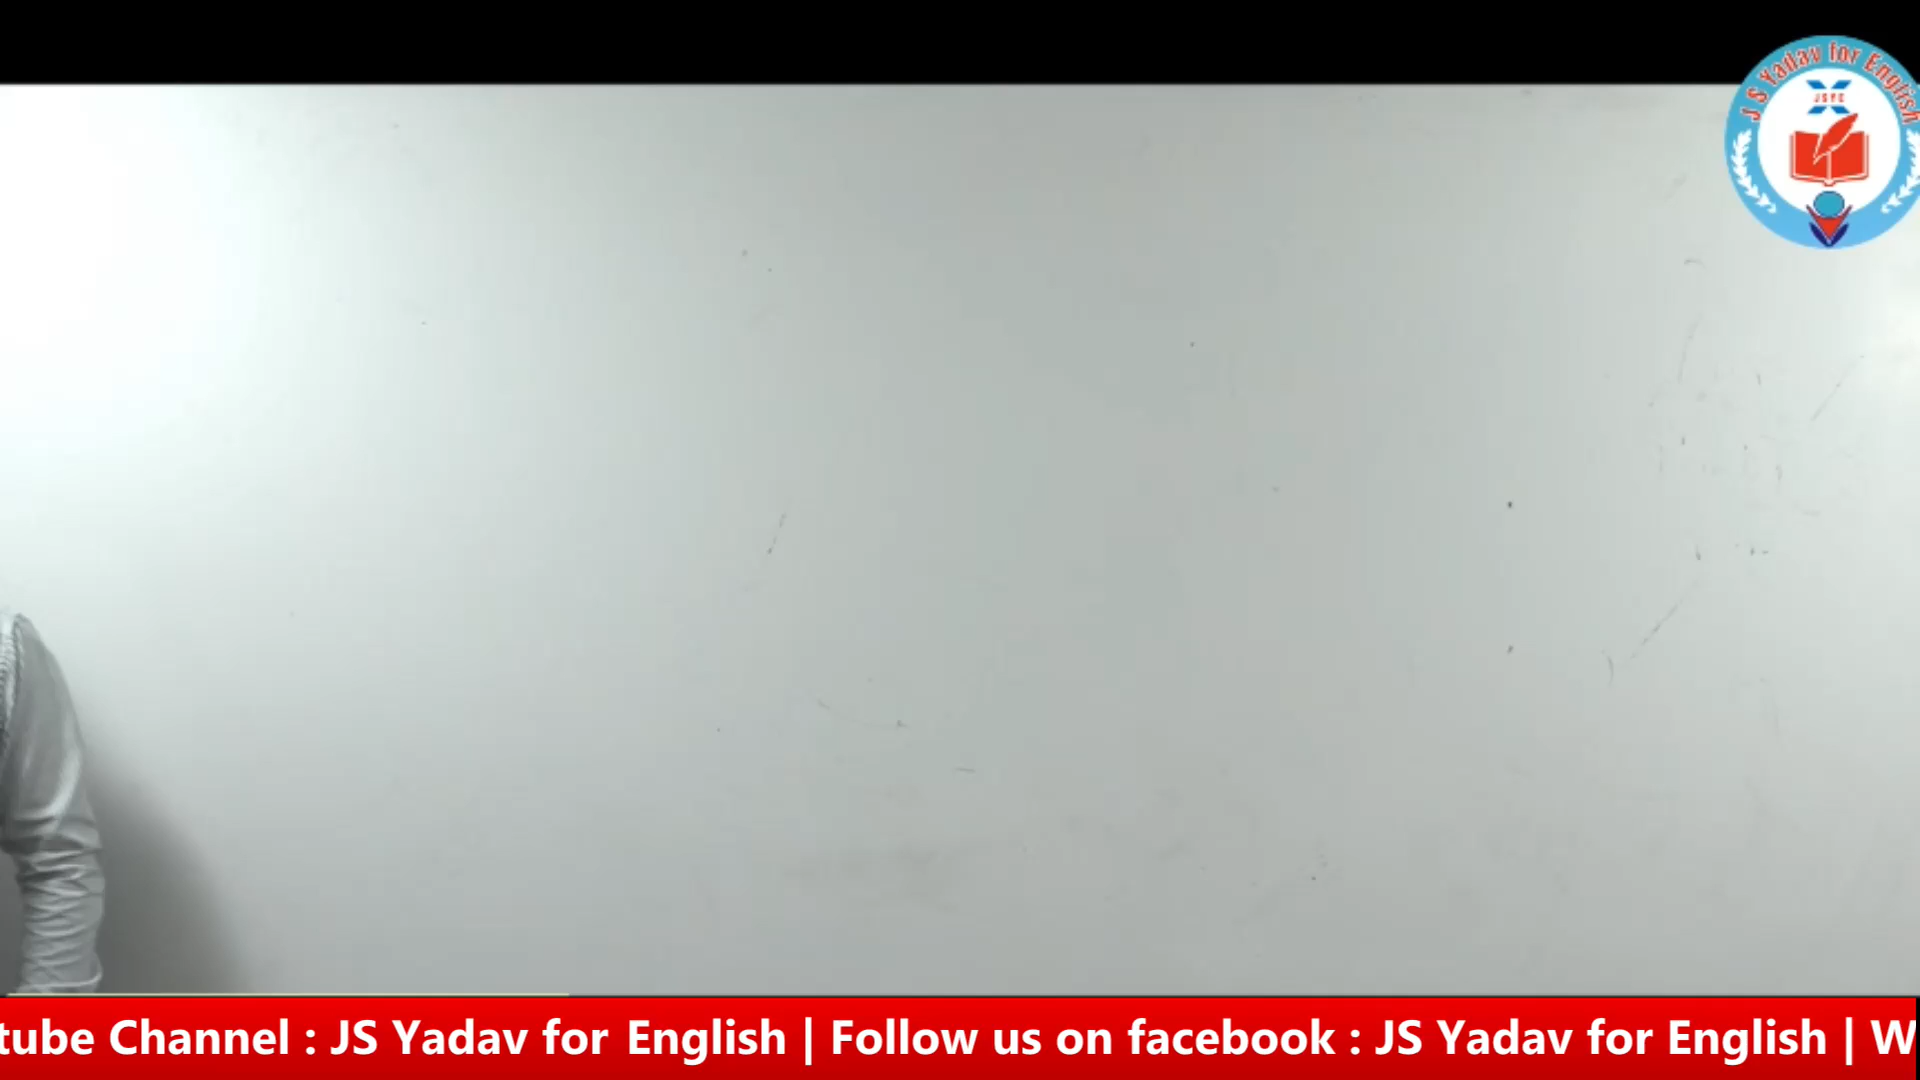 J S Yadav for English
JSYE
tube Channel : JS Yadav for English | Follow us on facebook : JS Yadav for English | W